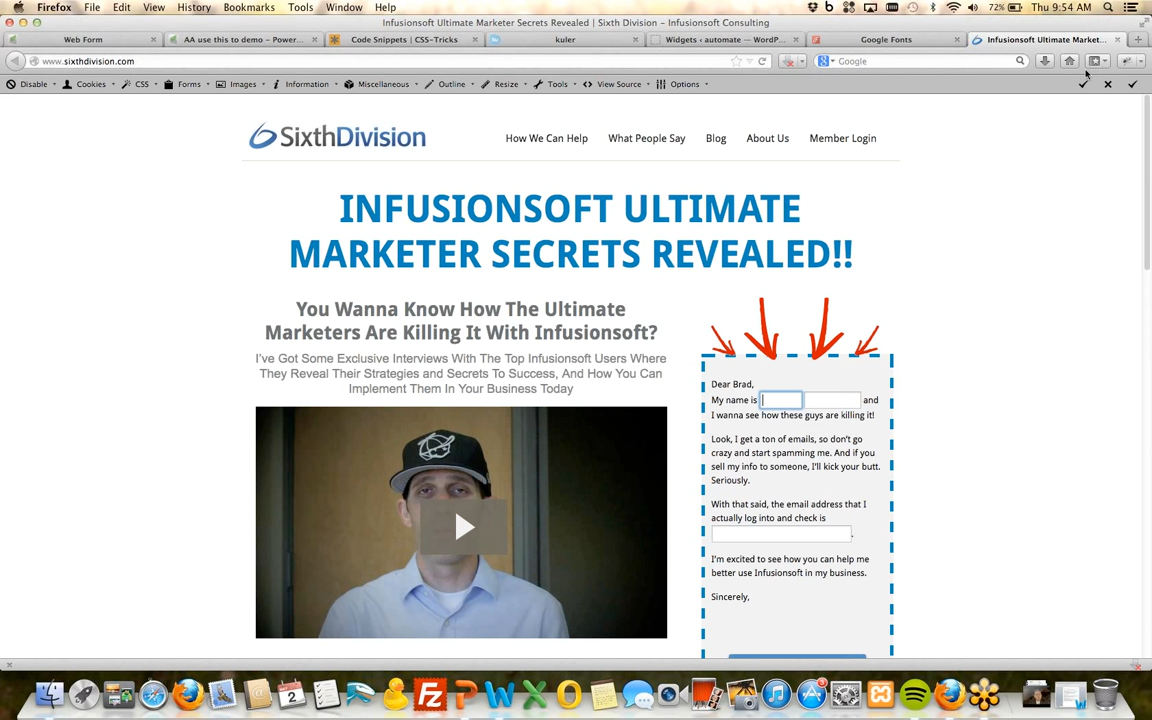 Firefox File Edit View History Bookmarks Tools Window Help 72% Thu 9:54 AM
Infusionsoft Ultimate Marketer Secrets Revealed | Sixth Division – Infusionsoft Consulting
Web Form AA use this to demo – Power... Code Snippets | CSS-Tricks kuler Widgets ‹ automate — WordP... Google Fonts Infusionsoft Ultimate Market...
www.sixthdivision.com Google
Disable Cookies CSS Forms Images Information Miscellaneous Outline Resize Tools View Source Options
SixthDivision How We Can Help What People Say Blog About Us Member Login
INFUSIONSOFT ULTIMATE
MARKETER SECRETS REVEALED!!
You Wanna Know How The Ultimate
Marketers Are Killing It With Infusionsoft?
I've Got Some Exclusive Interviews With The Top Infusionsoft Users Where
They Reveal Their Strategies and Secrets To Success, And How You Can
Implement Them In Your Business Today
Dear Brad,
My name is and
I wanna see how these guys are killing it!
Look, I get a ton of emails, so don't go
crazy and start spamming me. And if you
sell my info to someone, I'll kick your butt.
Seriously.
With that said, the email address that I
actually log into and check is
.
I'm excited to see how you can help me
better use Infusionsoft in my business.
Sincerely,